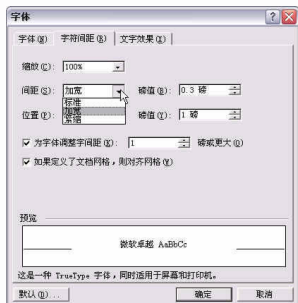 字体
字体(N) 字符间距(R) 文字效果(X)
缩放(C): 100%
间距(S): 加宽 磅值(B): 0.3 磅
标准
加宽
紧缩
位置(P): 磅值(Y): 1 磅
为字体调整字间距(K): 1 磅或更大(O)
如果定义了文档网格，则对齐网格(W)
预览
微软卓越 AaBbCc
这是一种 TrueType 字体，同时适用于屏幕和打印机。
默认(D)... 确定 取消